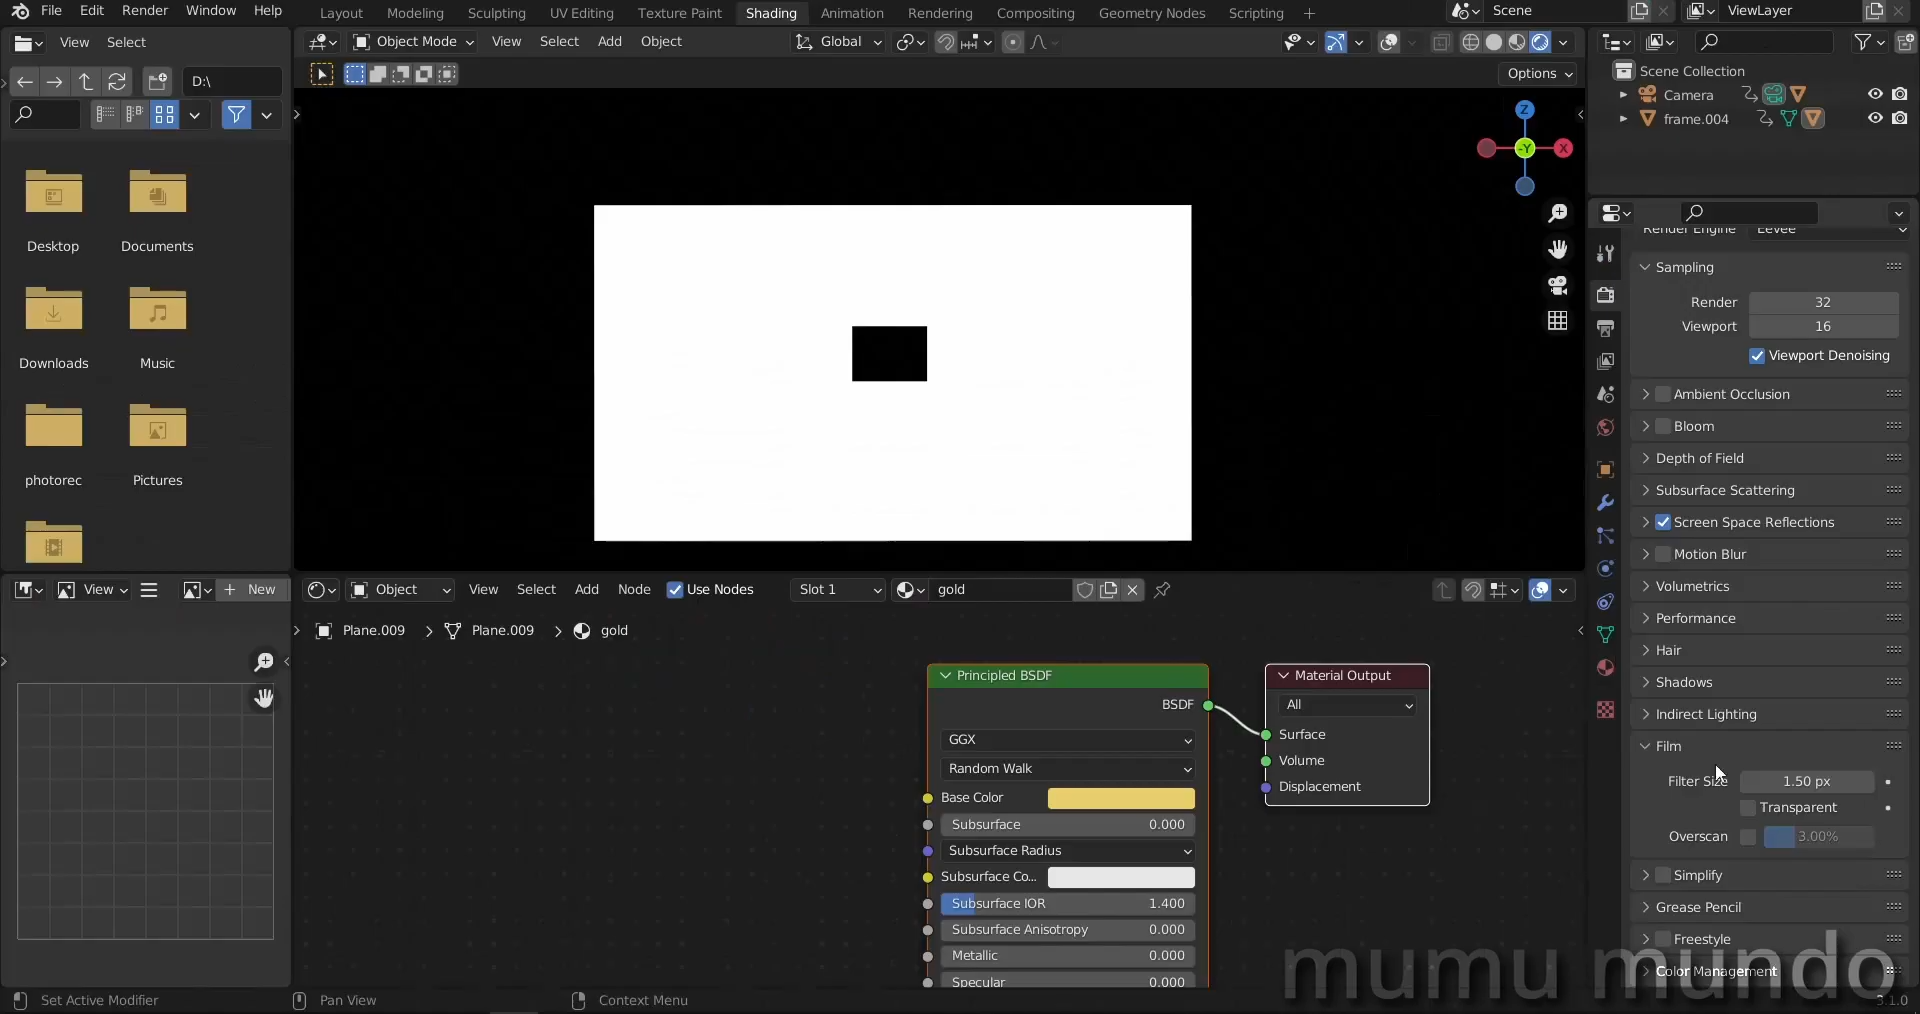 File Edit Render Window Help Layout Modeling Sculpting UV Editing Texture Paint Shading Animation Rendering Compositing Geometry Nodes Scripting + Scene ViewLayer
View Select Object Mode View Select Add Object Global
D:\ Options
Scene Collection
Camera
frame.004
Z
-Y X
Desktop Documents
Downloads Music
photorec Pictures
Render Engine Eevee
Sampling
Render 32
Viewport 16
Viewport Denoising
Ambient Occlusion
Bloom
Depth of Field
Subsurface Scattering
Screen Space Reflections
Motion Blur
Volumetrics
Performance
Hair
Shadows
Indirect Lighting
Film
Filter Size 1.50 px
Transparent
Overscan 3.00%
Simplify
Grease Pencil
Freestyle
Color Management
View New Object View Select Add Node Use Nodes Slot 1 gold
Plane.009 > Plane.009 > gold
Principled BSDF
BSDF
GGX
Random Walk
Base Color
Subsurface 0.000
Subsurface Radius
Subsurface Co...
Subsurface IOR 1.400
Subsurface Anisotropy 0.000
Metallic 0.000
Specular 0.000
Material Output
All
Surface
Volume
Displacement
mumu mundo
Set Active Modifier Pan View Context Menu 3.1.0